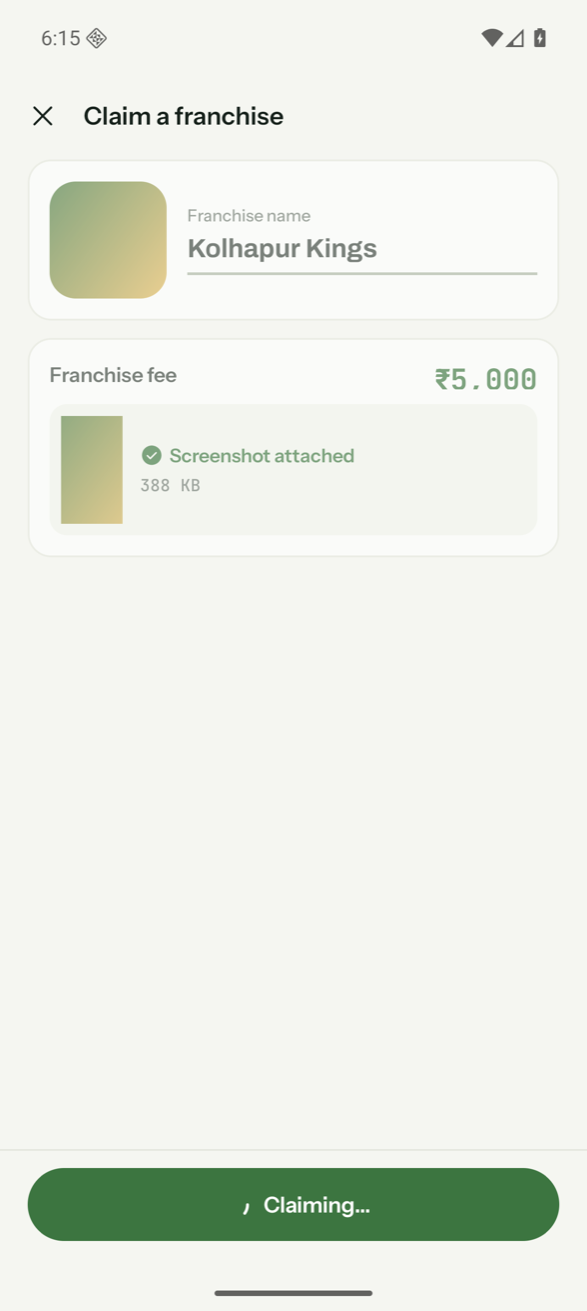 6:15
Claim a franchise
Franchise name
Kolhapur Kings
Franchise fee
₹5,000
Screenshot attached
388 KB
Claiming...